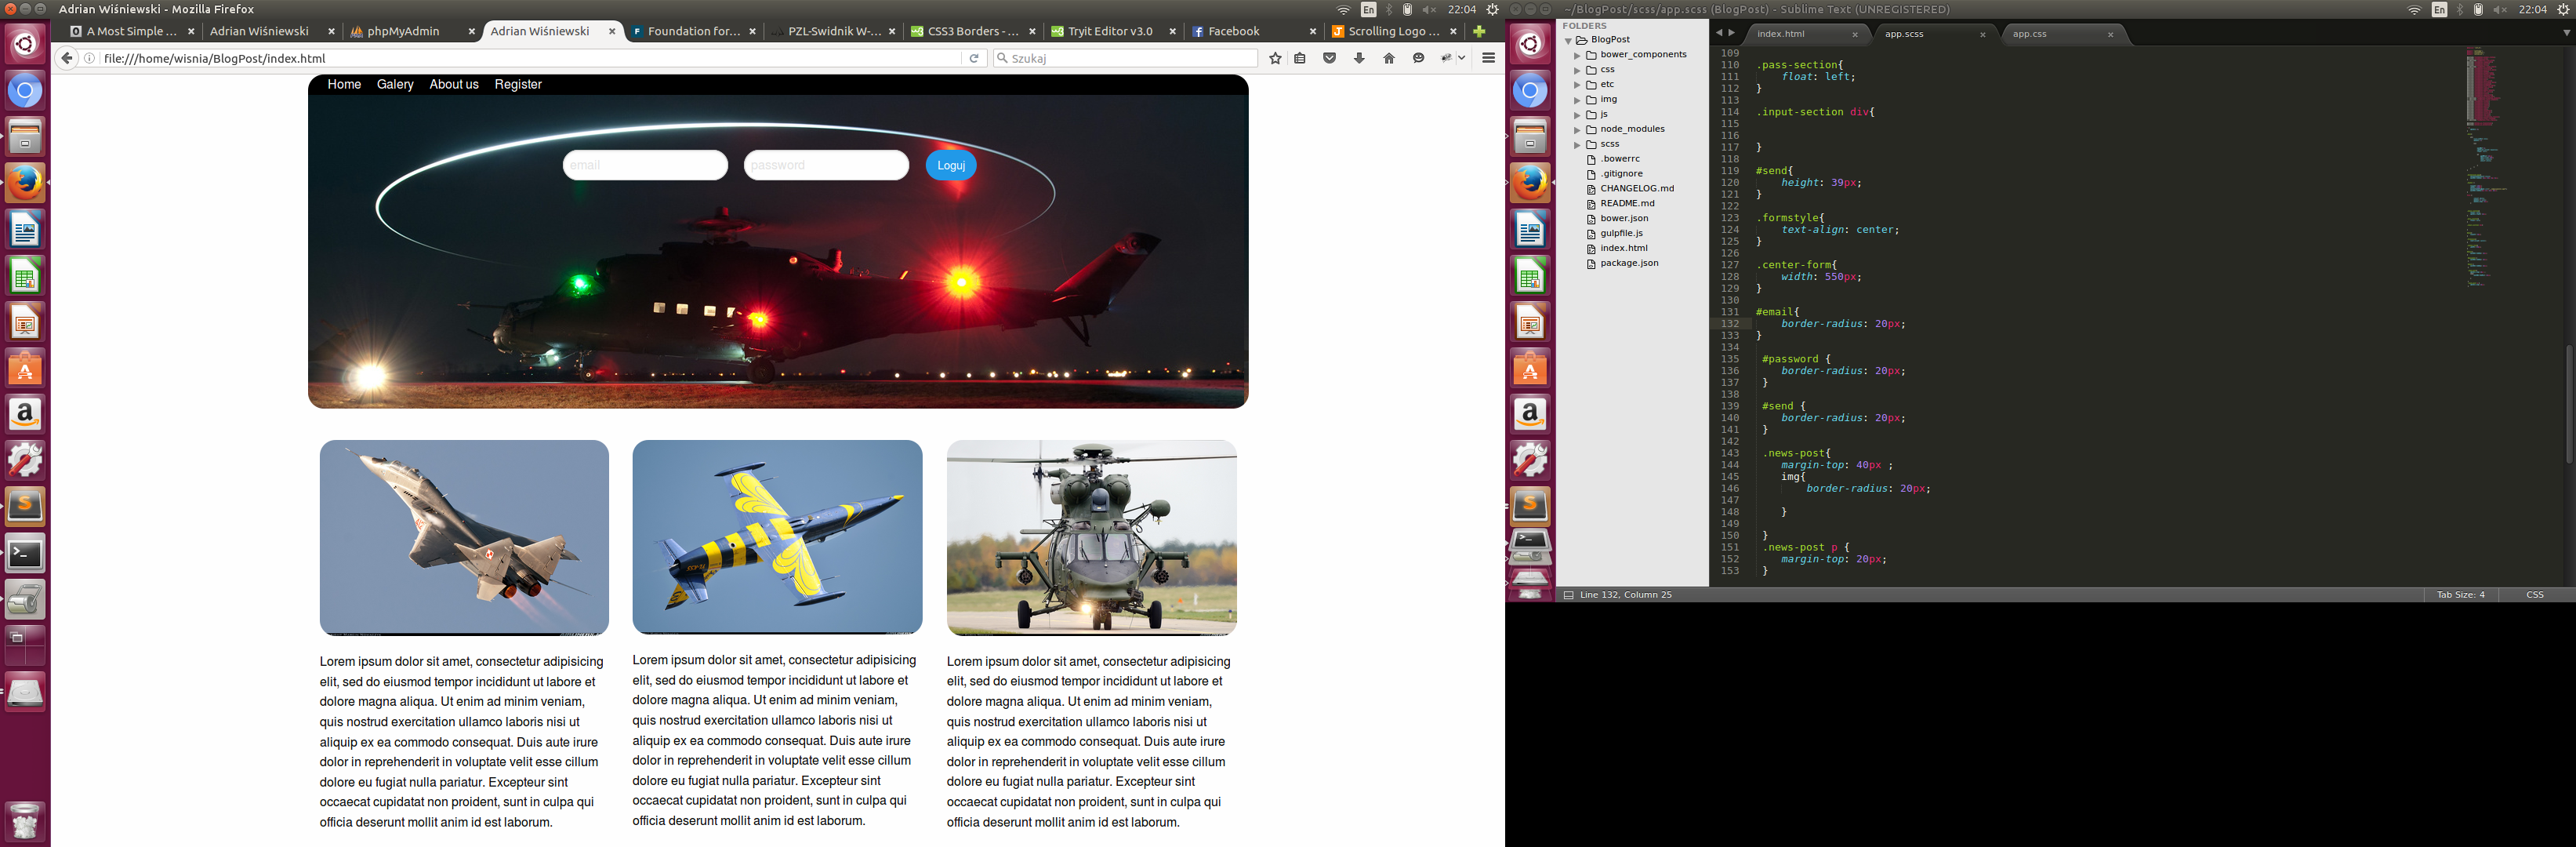 Adrian Wiśniewski - Mozilla Firefox
En
22:04
A Most Simple ...
Adrian Wiśniewski
phpMyAdmin
Adrian Wiśniewski
Foundation for...
PZL-Swidnik W-...
CSS3 Borders - ...
Tryit Editor v3.0
Facebook
Scrolling Logo ...
file:///home/wisnia/BlogPost/index.html
Szukaj
Home
Galery
About us
Register
email
password
Loguj
Lorem ipsum dolor sit amet, consectetur adipisicing
elit, sed do eiusmod tempor incididunt ut labore et
dolore magna aliqua. Ut enim ad minim veniam,
quis nostrud exercitation ullamco laboris nisi ut
aliquip ex ea commodo consequat. Duis aute irure
dolor in reprehenderit in voluptate velit esse cillum
dolore eu fugiat nulla pariatur. Excepteur sint
occaecat cupidatat non proident, sunt in culpa qui
officia deserunt mollit anim id est laborum.
Lorem ipsum dolor sit amet, consectetur adipisicing
elit, sed do eiusmod tempor incididunt ut labore et
dolore magna aliqua. Ut enim ad minim veniam,
quis nostrud exercitation ullamco laboris nisi ut
aliquip ex ea commodo consequat. Duis aute irure
dolor in reprehenderit in voluptate velit esse cillum
dolore eu fugiat nulla pariatur. Excepteur sint
occaecat cupidatat non proident, sunt in culpa qui
officia deserunt mollit anim id est laborum.
Lorem ipsum dolor sit amet, consectetur adipisicing
elit, sed do eiusmod tempor incididunt ut labore et
dolore magna aliqua. Ut enim ad minim veniam,
quis nostrud exercitation ullamco laboris nisi ut
aliquip ex ea commodo consequat. Duis aute irure
dolor in reprehenderit in voluptate velit esse cillum
dolore eu fugiat nulla pariatur. Excepteur sint
occaecat cupidatat non proident, sunt in culpa qui
officia deserunt mollit anim id est laborum.
~/BlogPost/scss/app.scss (BlogPost) - Sublime Text (UNREGISTERED)
En
22:04
FOLDERS
BlogPost
bower_components
css
etc
img
js
node_modules
scss
.bowerrc
.gitignore
CHANGELOG.md
README.md
bower.json
gulpfile.js
index.html
package.json
index.html
app.scss
app.css
109
110 .pass-section{
111 float: left;
112 }
113
114 .input-section div{
115
116
117 }
118
119 #send{
120 height: 39px;
121 }
122
123 .formstyle{
124 text-align: center;
125 }
126
127 .center-form{
128 width: 550px;
129 }
130
131 #email{
132 border-radius: 20px;
133 }
134
135 #password {
136 border-radius: 20px;
137 }
138
139 #send {
140 border-radius: 20px;
141 }
142
143 .news-post{
144 margin-top: 40px ;
145 img{
146 border-radius: 20px;
147
148 }
149
150 }
151 .news-post p {
152 margin-top: 20px;
153 }
Line 132, Column 25
Tab Size: 4
CSS